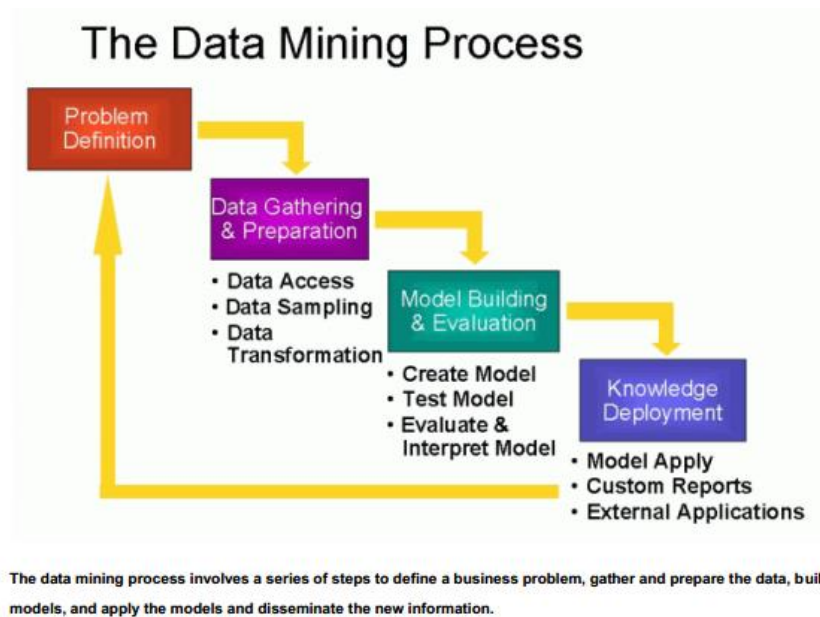 The Data Mining Process
Problem
Definition
Data Gathering
& Preparation
• Data Access
• Data Sampling
• Data
Transformation
Model Building
& Evaluation
• Create Model
• Test Model
• Evaluate &
Interpret Model
Knowledge
Deployment
• Model Apply
• Custom Reports
• External Applications
The data mining process involves a series of steps to define a business problem, gather and prepare the data,
models, and apply the models and disseminate the new information.